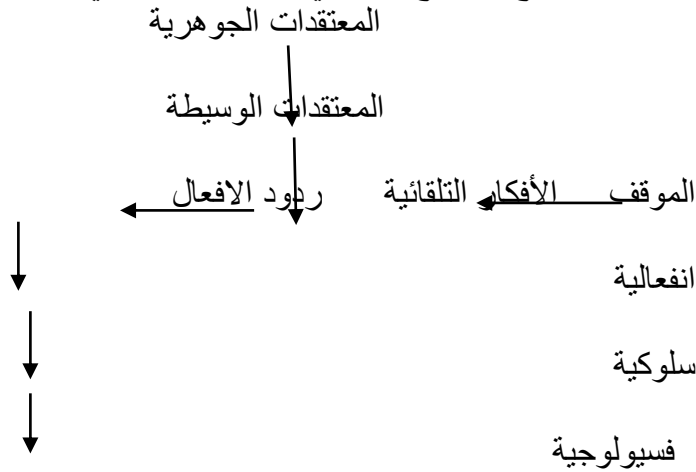 المعتقدات الجوهرية
المعتقدات الوسيطة
الموقف الأفكار التلقائية ردود الافعال
انفعالية
سلوكية
فسيولوجية